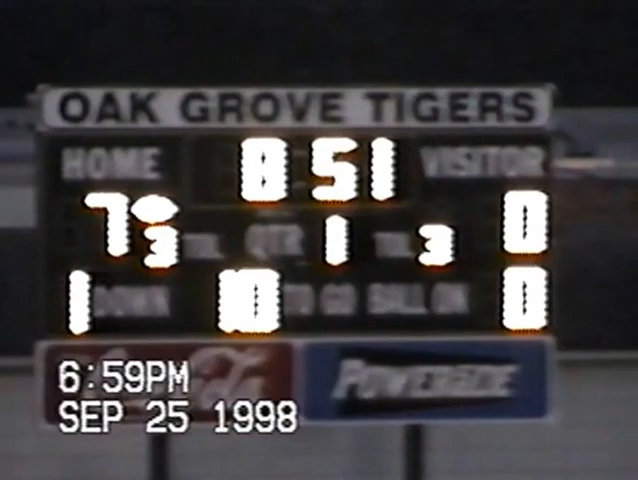 OAK GROVE TIGERS
HOME 8 51 VISITOR
7 0
3 TOL QTR 1 TOL 3
1 DOWN 10 TO GO BALL ON 0
POWERADE
6:59PM
SEP 25 1998